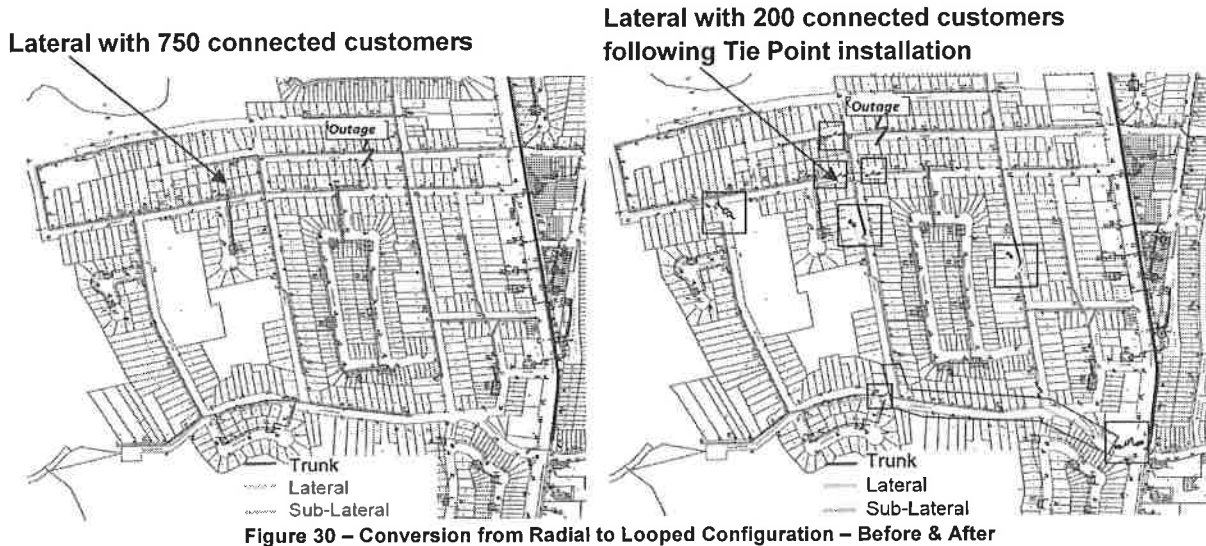 Lateral with 750 connected customers
Lateral with 200 connected customers
following Tie Point installation
Outage
Outage
Trunk
Lateral
Sub-Lateral
Trunk
Lateral
Sub-Lateral
Figure 30 – Conversion from Radial to Looped Configuration – Before & After